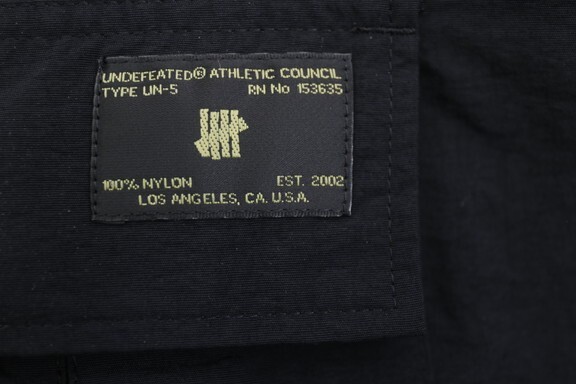 UNDEFEATED® ATHLETIC COUNCIL
TYPE UN-5 RN No 153635
100% NYLON EST. 2002
LOS ANGELES, CA. U.S.A.